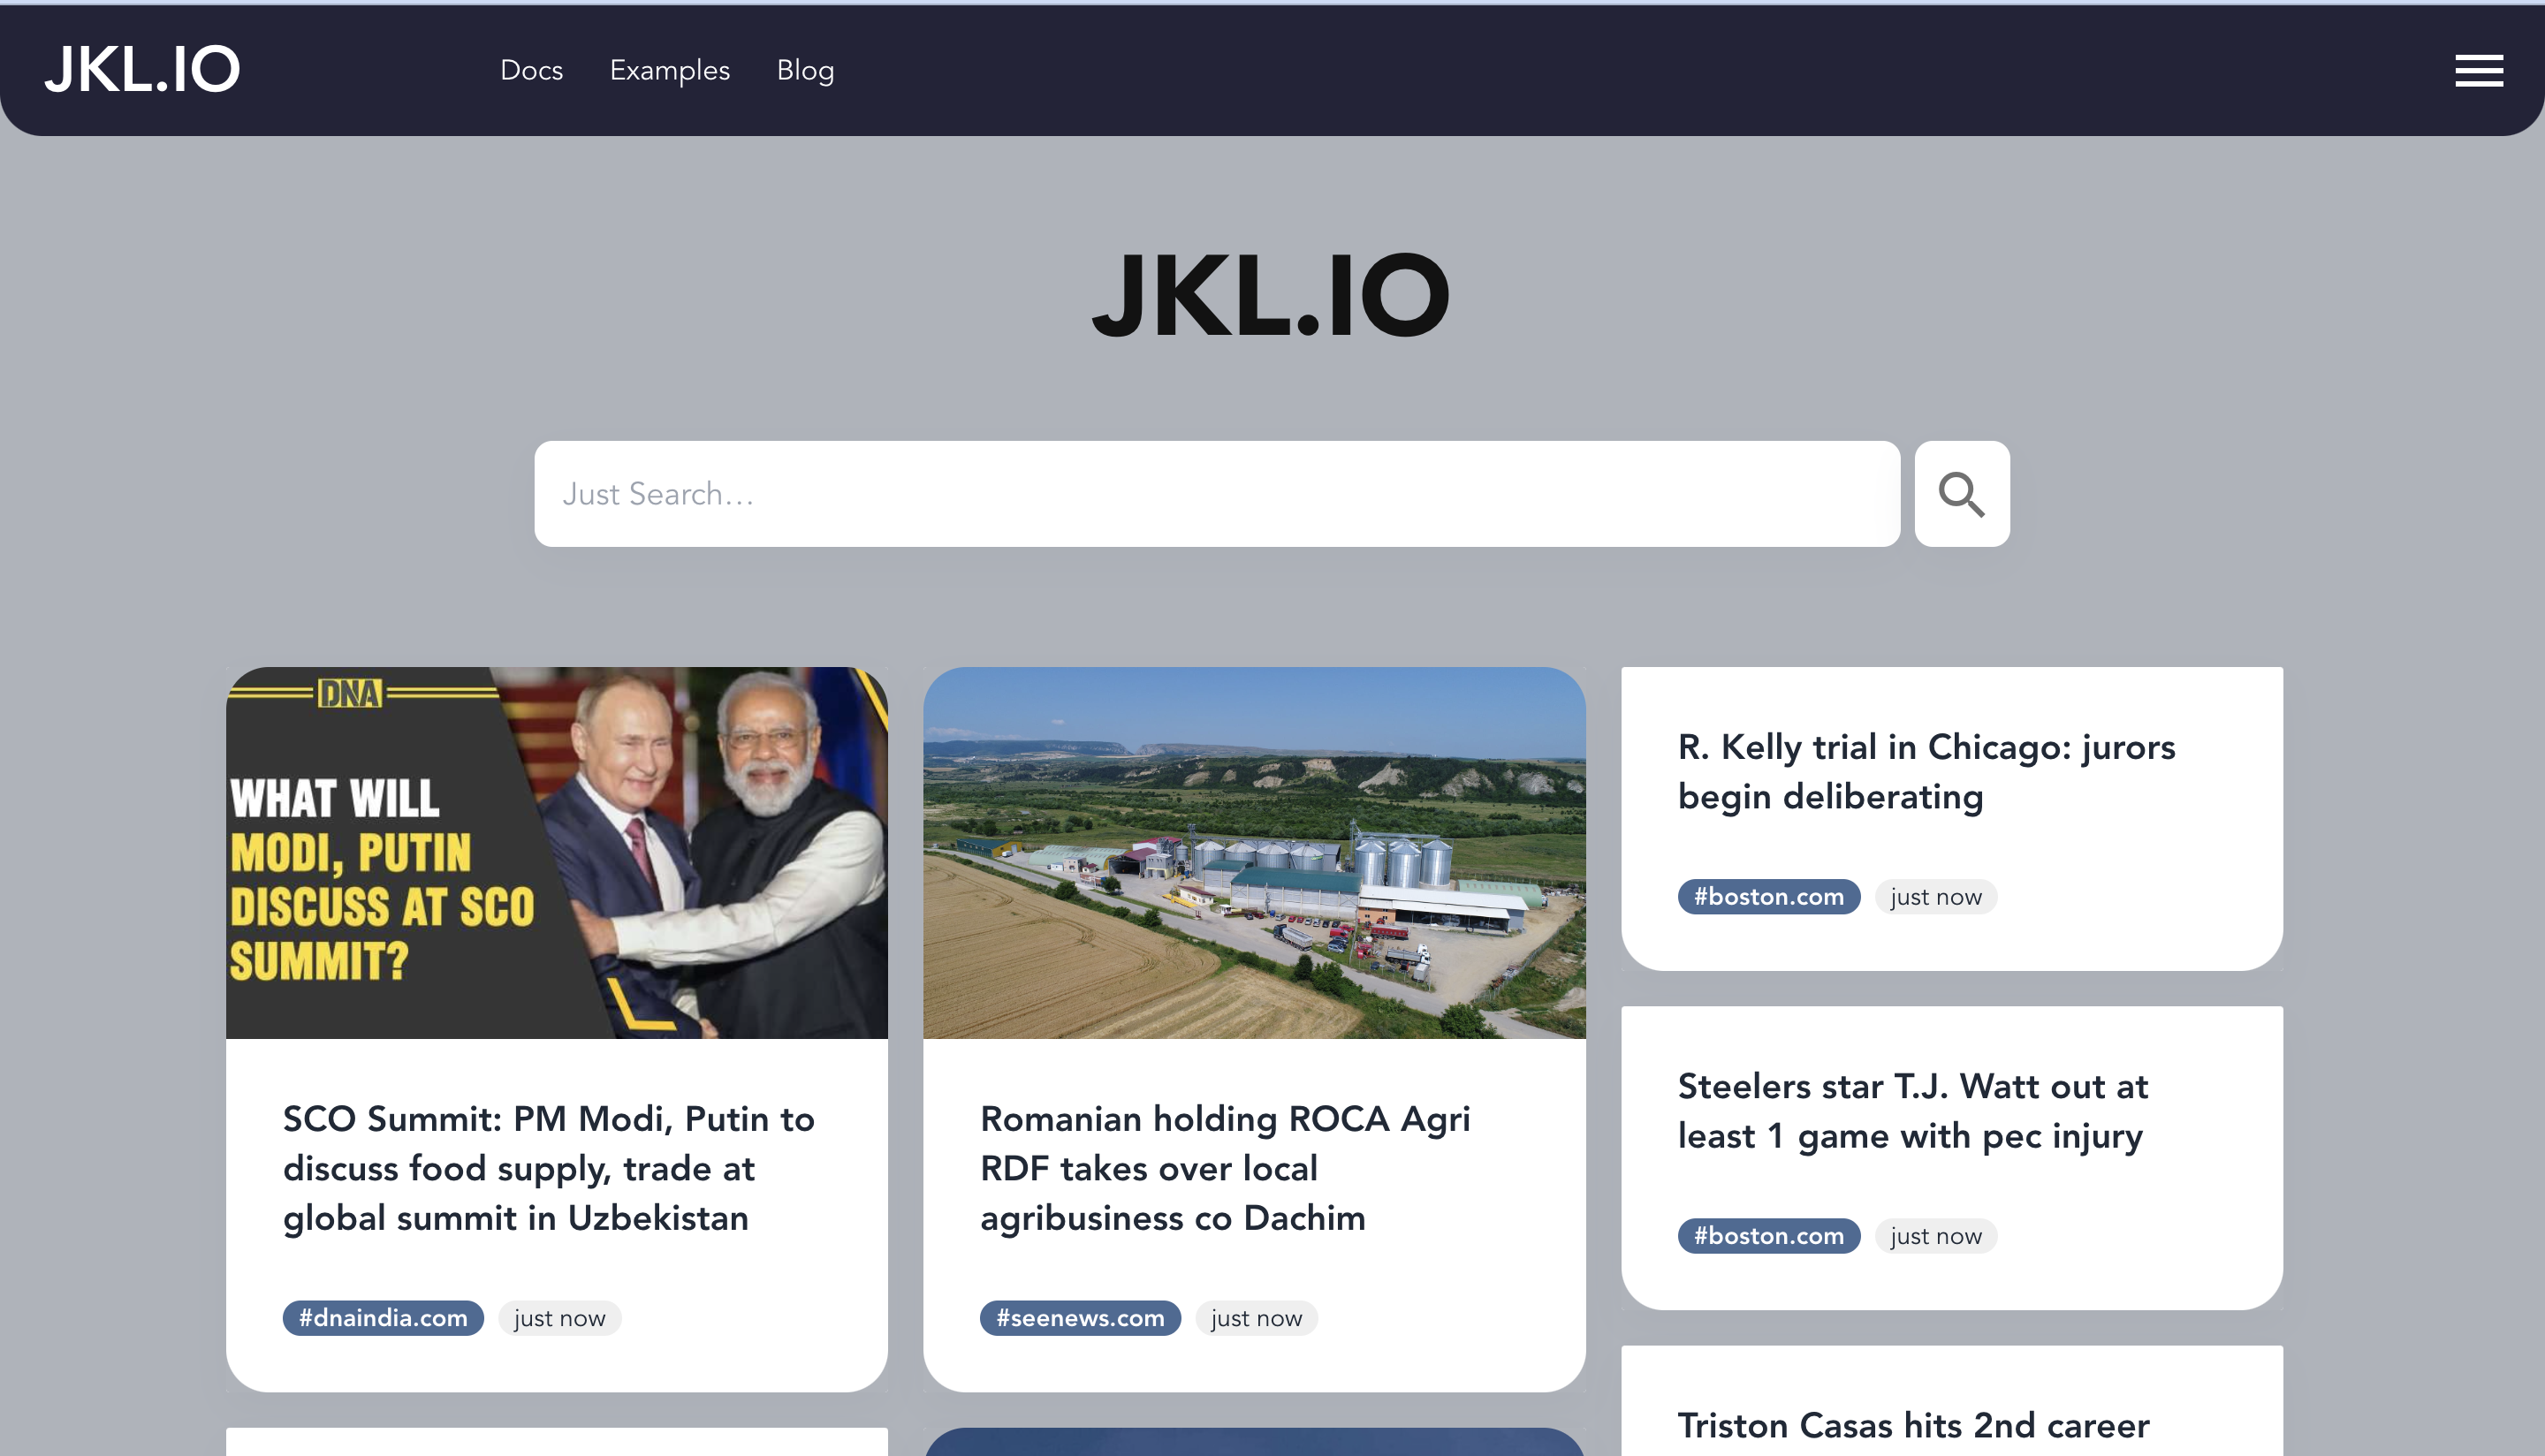 JKL.IO
Docs
Examples
Blog
JKL.IO
Just Search...
DNA
WHAT WILL
MODI, PUTIN
DISCUSS AT SCO
SUMMIT?
SCO Summit: PM Modi, Putin to
discuss food supply, trade at
global summit in Uzbekistan
#dnaindia.com just now
Romanian holding ROCA Agri
RDF takes over local
agribusiness co Dachim
#seenews.com just now
R. Kelly trial in Chicago: jurors
begin deliberating
#boston.com just now
Steelers star T.J. Watt out at
least 1 game with pec injury
#boston.com just now
Triston Casas hits 2nd career